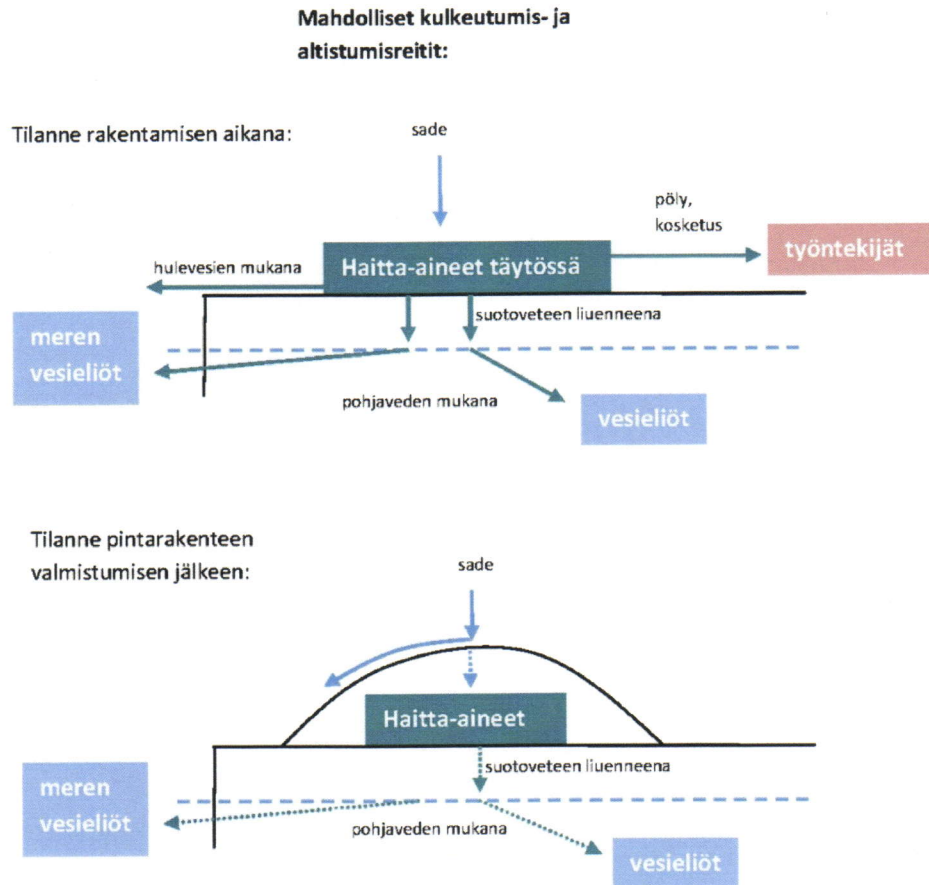 Mahdolliset kulkeutumis- ja
altistumisreitit:
Tilanne rakentamisen aikana:
sade
pöly,
kosketus
työntekijät
hulevesien mukana
Haitta-aineet täytössä
suotoveteen liuenneena
meren
vesieliöt
pohjaveden mukana
vesieliöt
Tilanne pintarakenteen
valmistumisen jälkeen:
sade
Haitta-aineet
suotoveteen liuenneena
meren
vesieliöt
pohjaveden mukana
vesieliöt